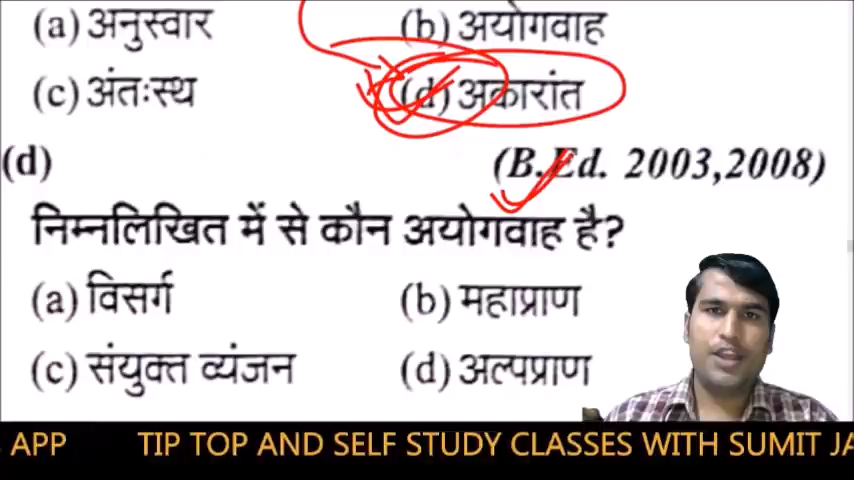 (a) अनुस्वार (b) अयोगवाह
(c) अंतःस्थ (d) अकारांत
(d) (B.Ed. 2003,2008)
निम्नलिखित में से कौन अयोगवाह है?
(a) विसर्ग (b) महाप्राण
(c) संयुक्त व्यंजन (d) अल्पप्राण
APP TIP TOP AND SELF STUDY CLASSES WITH SUMIT